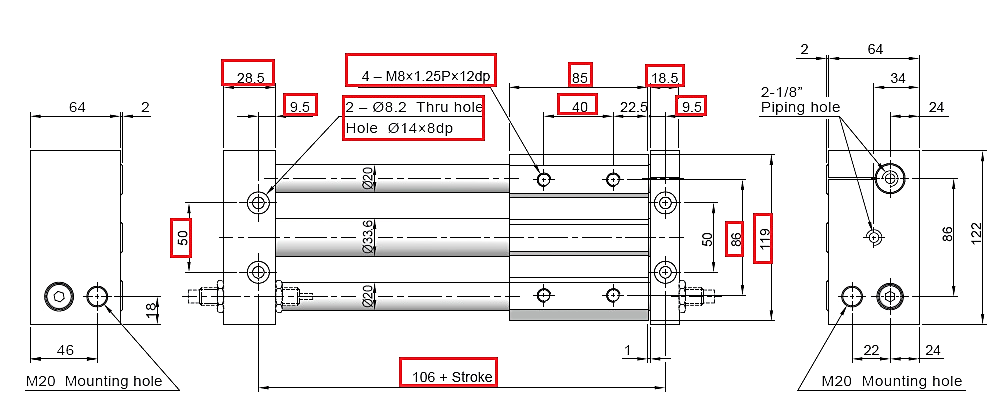 2 64
28.5 4 – M8×1.25P×12dp 85 18.5
34
2-1/8"
64 2 9.5 2 – Ø8.2 Thru hole 40 22.5 9.5 Piping hole 24
Hole Ø14×8dp
Ø20
50 Ø33.6 50 86 119 86 122
Ø20
18
46 1 22 24
106 + Stroke
M20 Mounting hole M20 Mounting hole